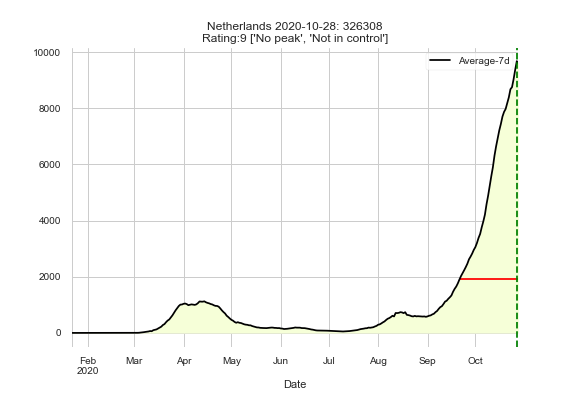 Netherlands 2020-10-28: 326308
Rating:9 ['No peak', 'Not in control']
Average-7d
10000
8000
6000
4000
2000
0
Feb Mar Apr May Jun Jul Aug Sep Oct
2020
Date